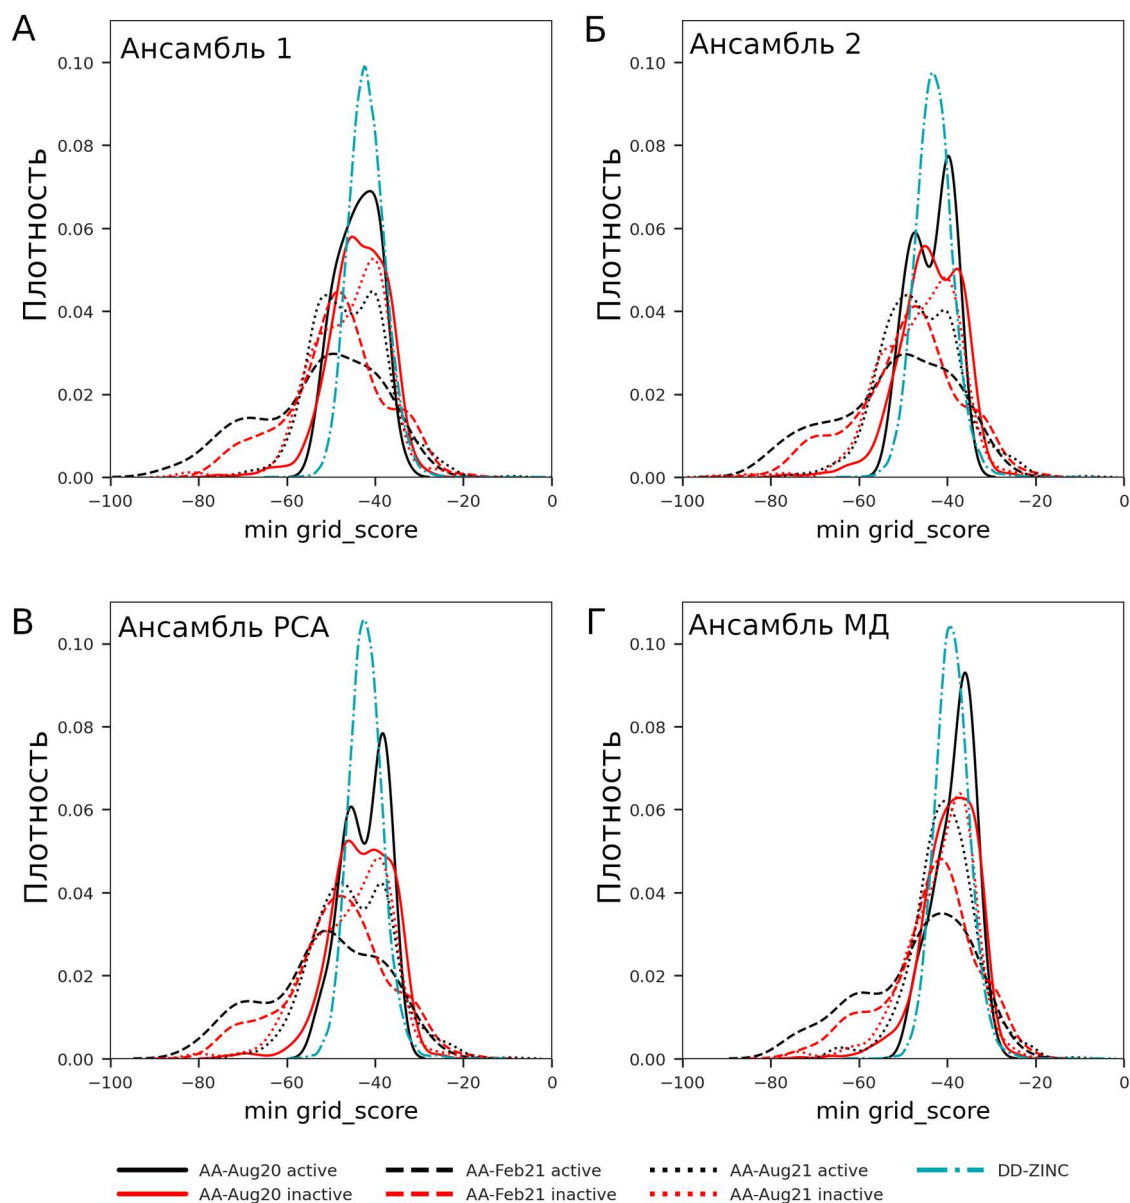 А
Ансамбль 1
0.10
0.08
0.06
0.04
0.02
0.00
Плотность
−100
−80
−60
−40
−20
0
min grid_score
Б
Ансамбль 2
0.10
0.08
0.06
0.04
0.02
0.00
Плотность
−100
−80
−60
−40
−20
0
min grid_score
В
Ансамбль РСА
0.10
0.08
0.06
0.04
0.02
0.00
Плотность
−100
−80
−60
−40
−20
0
min grid_score
Г
Ансамбль МД
0.10
0.08
0.06
0.04
0.02
0.00
Плотность
−100
−80
−60
−40
−20
0
min grid_score
AA-Aug20 active
AA-Aug20 inactive
AA-Feb21 active
AA-Feb21 inactive
AA-Aug21 active
AA-Aug21 inactive
DD-ZINC